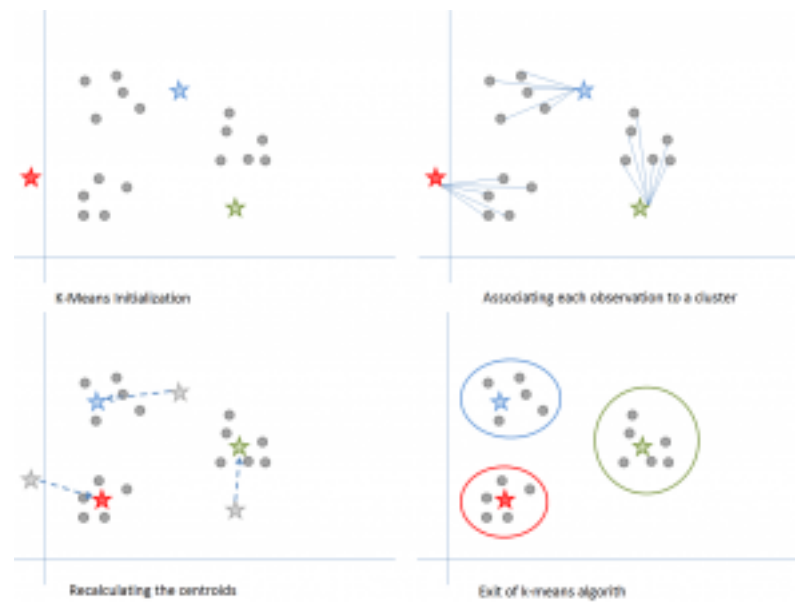 K-Means Initialization
Associating each observation to a cluster
Recalculating the centroids
Exit of k-means algorith